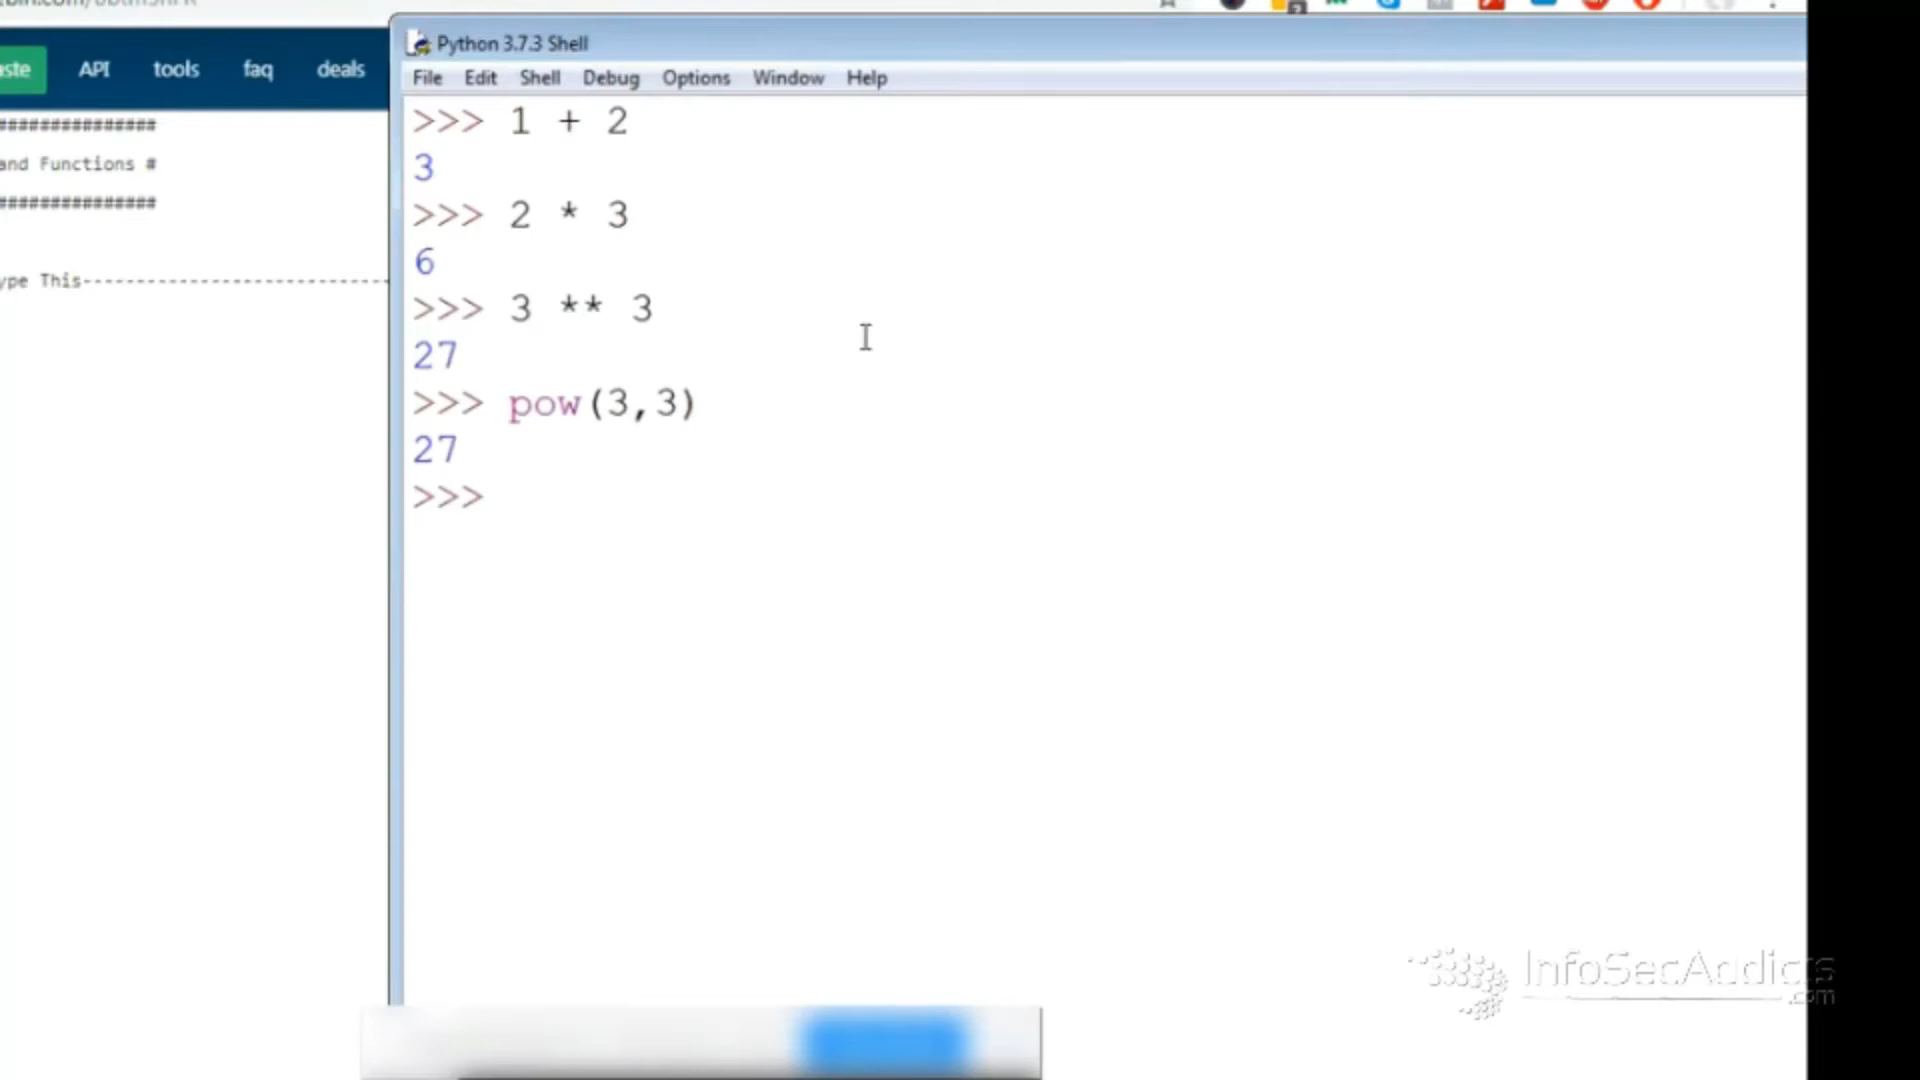 Python 3.7.3 Shell
API tools faq deals
File Edit Shell Debug Options Window Help
###############
and Functions #
###############
This----------------------------
>>> 1 + 2
3
>>> 2 * 3
6
>>> 3 ** 3
27
>>> pow(3,3)
27
>>>
InfoSecAddicts
.com